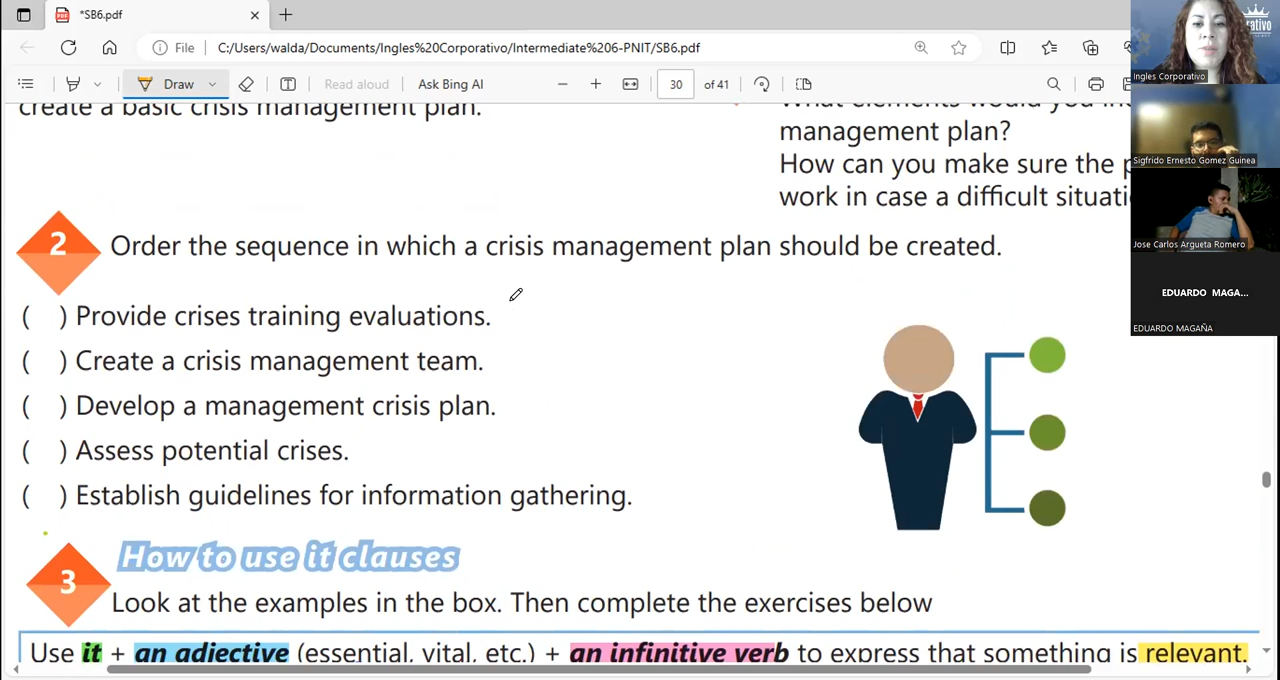 *SB6.pdf
File
C:/Users/walda/Documents/Ingles%20Corporativo/Intermediate%206-PNIT/SB6.pdf
Draw
Read aloud
Ask Bing AI
30
of 41
create a basic crisis management plan.
What elements would you
management plan?
How can you make sure the
work in case a difficult
2
Order the sequence in which a crisis management plan should be created.
( ) Provide crises training evaluations.
( ) Create a crisis management team.
( ) Develop a management crisis plan.
( ) Assess potential crises.
( ) Establish guidelines for information gathering.
3
How to use it clauses
Look at the examples in the box. Then complete the exercises below
Use it + an adjective (essential, vital, etc.) + an infinitive verb to express that something is relevant.
Ingles Corporativo
Sigfrido Ernesto Gomez Guinea
Jose Carlos Argueta Romero
EDUARDO MAGA...
EDUARDO MAGAÑA